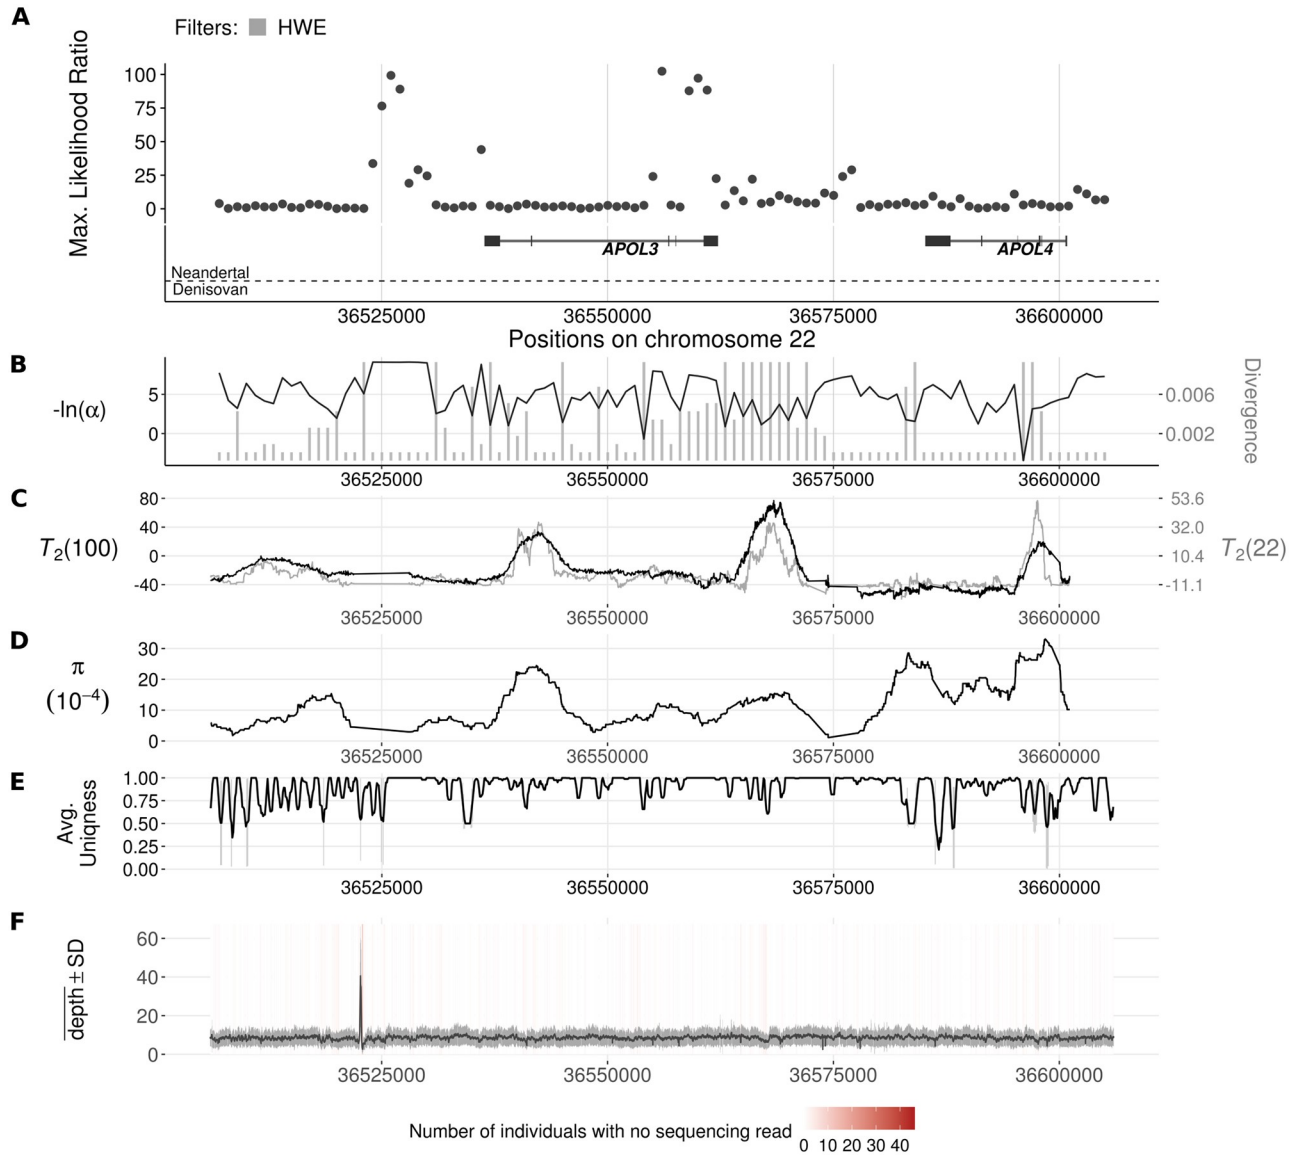 A
Filters: HWE
Max. Likelihood Ratio
100
75
50
25
0
APOL3
APOL4
Neandertal
Denisovan
36525000 36550000 36575000 36600000
Positions on chromosome 22
B
-ln(α)
5
0
0.006
0.002
Divergence
36525000 36550000 36575000 36600000
C
T2(100)
80
40
0
-40
53.6
32.0
10.4
-11.1
T2(22)
36525000 36550000 36575000 36600000
D
π
(10−4)
30
20
10
0
36525000 36550000 36575000 36600000
E
Avg.
Uniqness
1.00
0.75
0.50
0.25
0.00
36525000 36550000 36575000 36600000
F
depth ± SD
60
40
20
0
36525000 36550000 36575000 36600000
Number of individuals with no sequencing read
0 10 20 30 40